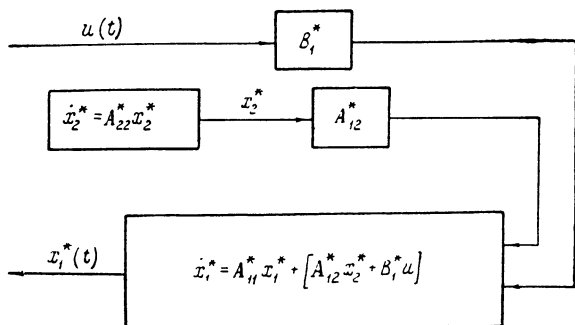 u(t)
B₁*
ẋ₂* = A₂₂* x₂*
x₂*
A₁₂*
x₁*(t)
ẋ₁* = A₁₁* x₁* + [A₁₂* x₂* + B₁* u]